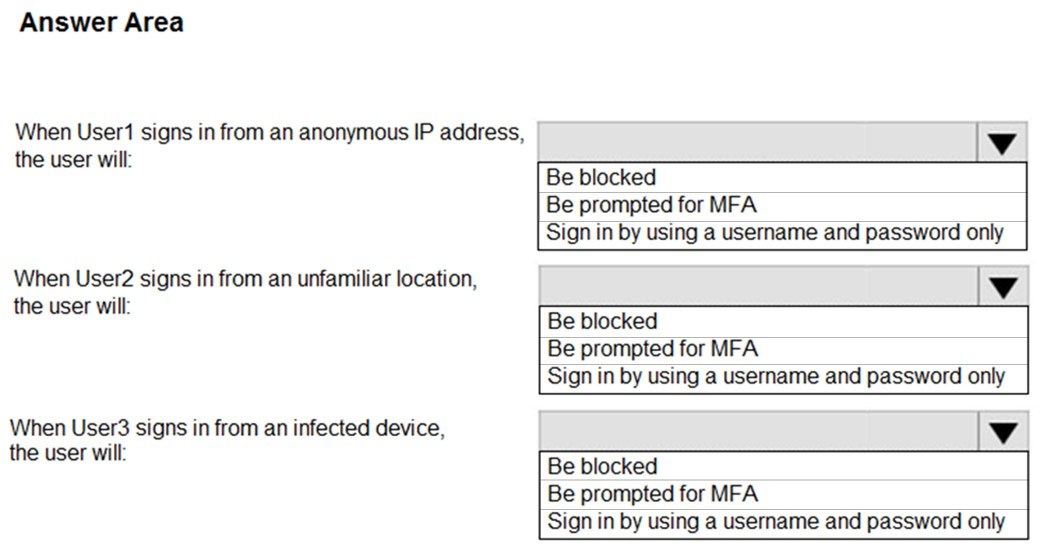 Answer Area
When User1 signs in from an anonymous IP address,
the user will:
Be blocked
Be prompted for MFA
Sign in by using a username and password only
When User2 signs in from an unfamiliar location,
the user will:
Be blocked
Be prompted for MFA
Sign in by using a username and password only
When User3 signs in from an infected device,
the user will:
Be blocked
Be prompted for MFA
Sign in by using a username and password only